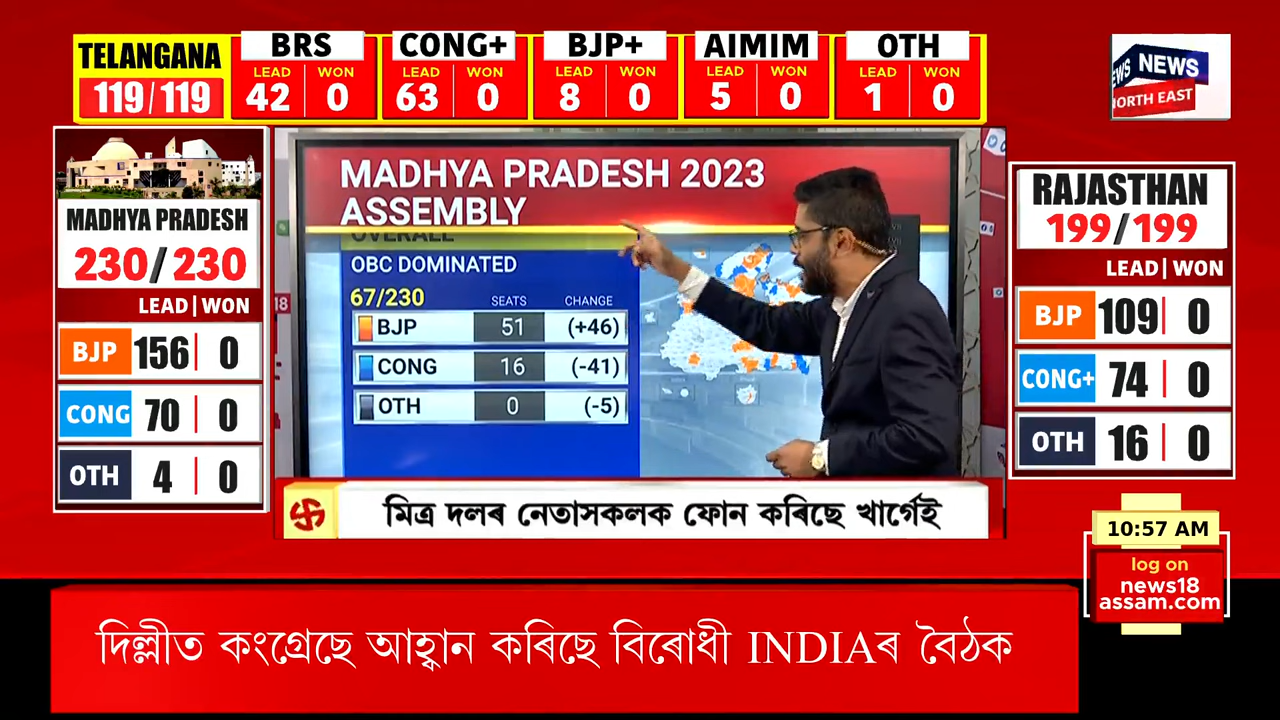 TELANGANA
119/119
BRS
LEAD WON
42 0
CONG+
LEAD WON
63 0
BJP+
LEAD WON
8 0
AIMIM
LEAD WON
5 0
OTH
LEAD WON
1 0
NEWS NEWS
NORTH EAST
MADHYA PRADESH
230/230
LEAD WON
BJP 156 0
CONG 70 0
OTH 4 0
MADHYA PRADESH 2023
ASSEMBLY
OVERALL
OBC DOMINATED
67/230 SEATS CHANGE
BJP 51 (+46)
CONG 16 (-41)
OTH 0 (-5)
18
RAJASTHAN
199/199
LEAD WON
BJP 109 0
CONG+ 74 0
OTH 16 0
মিত্ৰ দলৰ নেতাসকলক ফোন কৰিছে খাৰ্গেই
10:57 AM
log on
news18
assam.com
দিল্লীত কংগ্ৰেছে আহ্বান কৰিছে বিৰোধী INDIAৰ বৈঠক